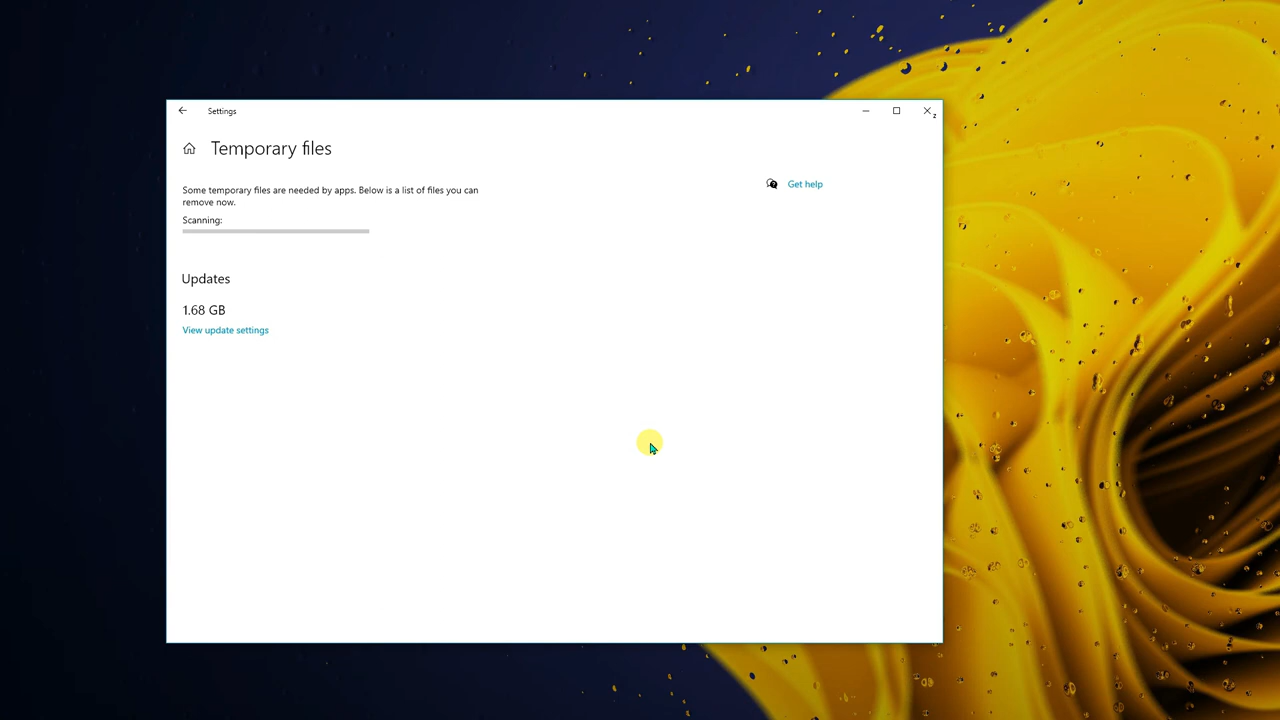 Settings
Temporary files
Some temporary files are needed by apps. Below is a list of files you can
remove now.
Get help
Scanning:
Updates
1.68 GB
View update settings